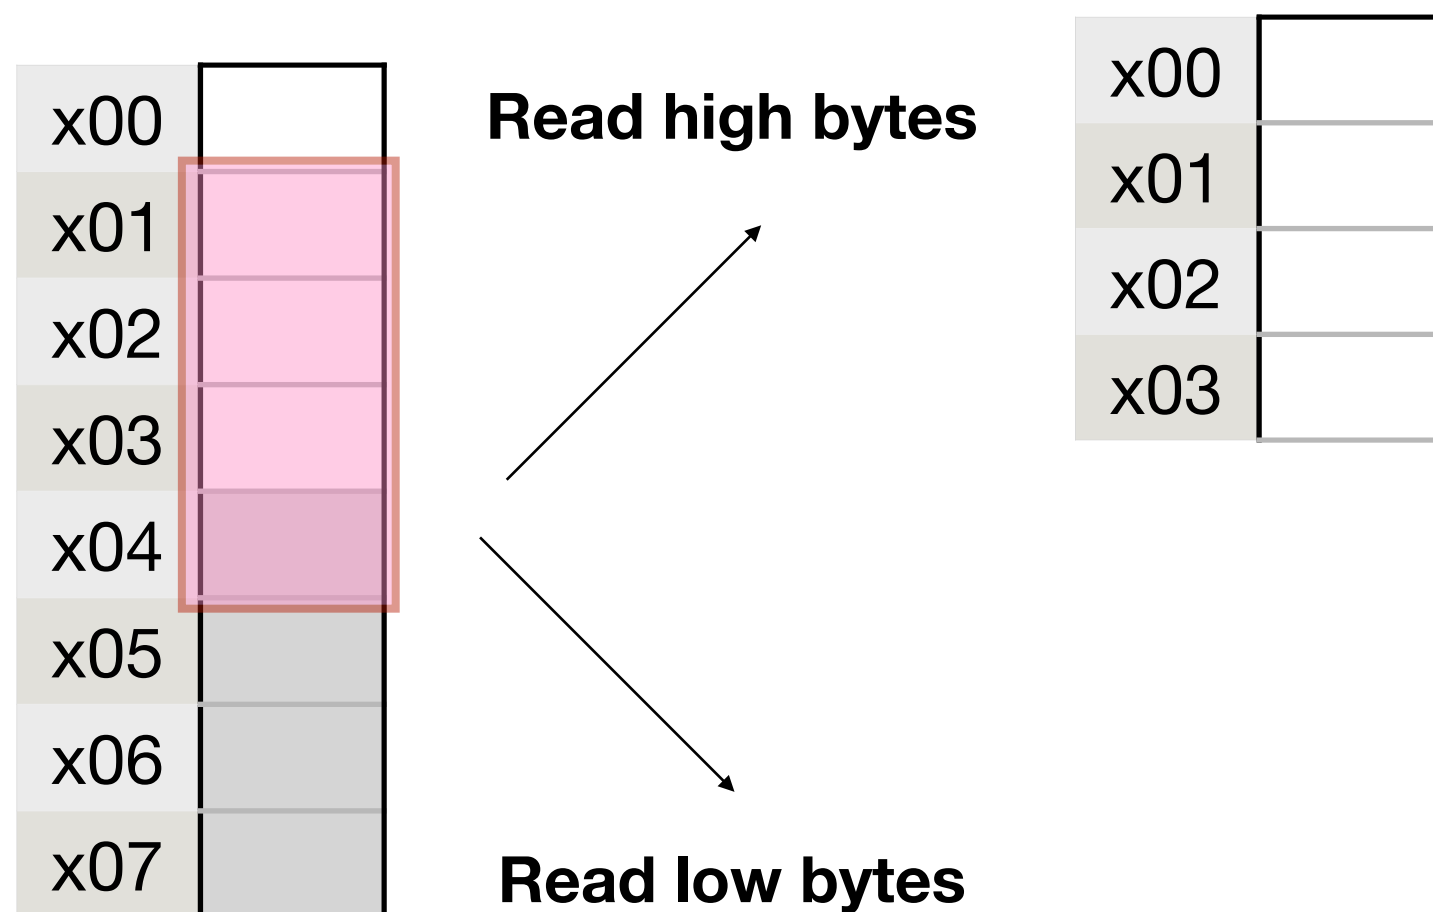 x00
x01
x02
x03
x04
x05
x06
x07
Read high bytes
Read low bytes
x00
x01
x02
x03